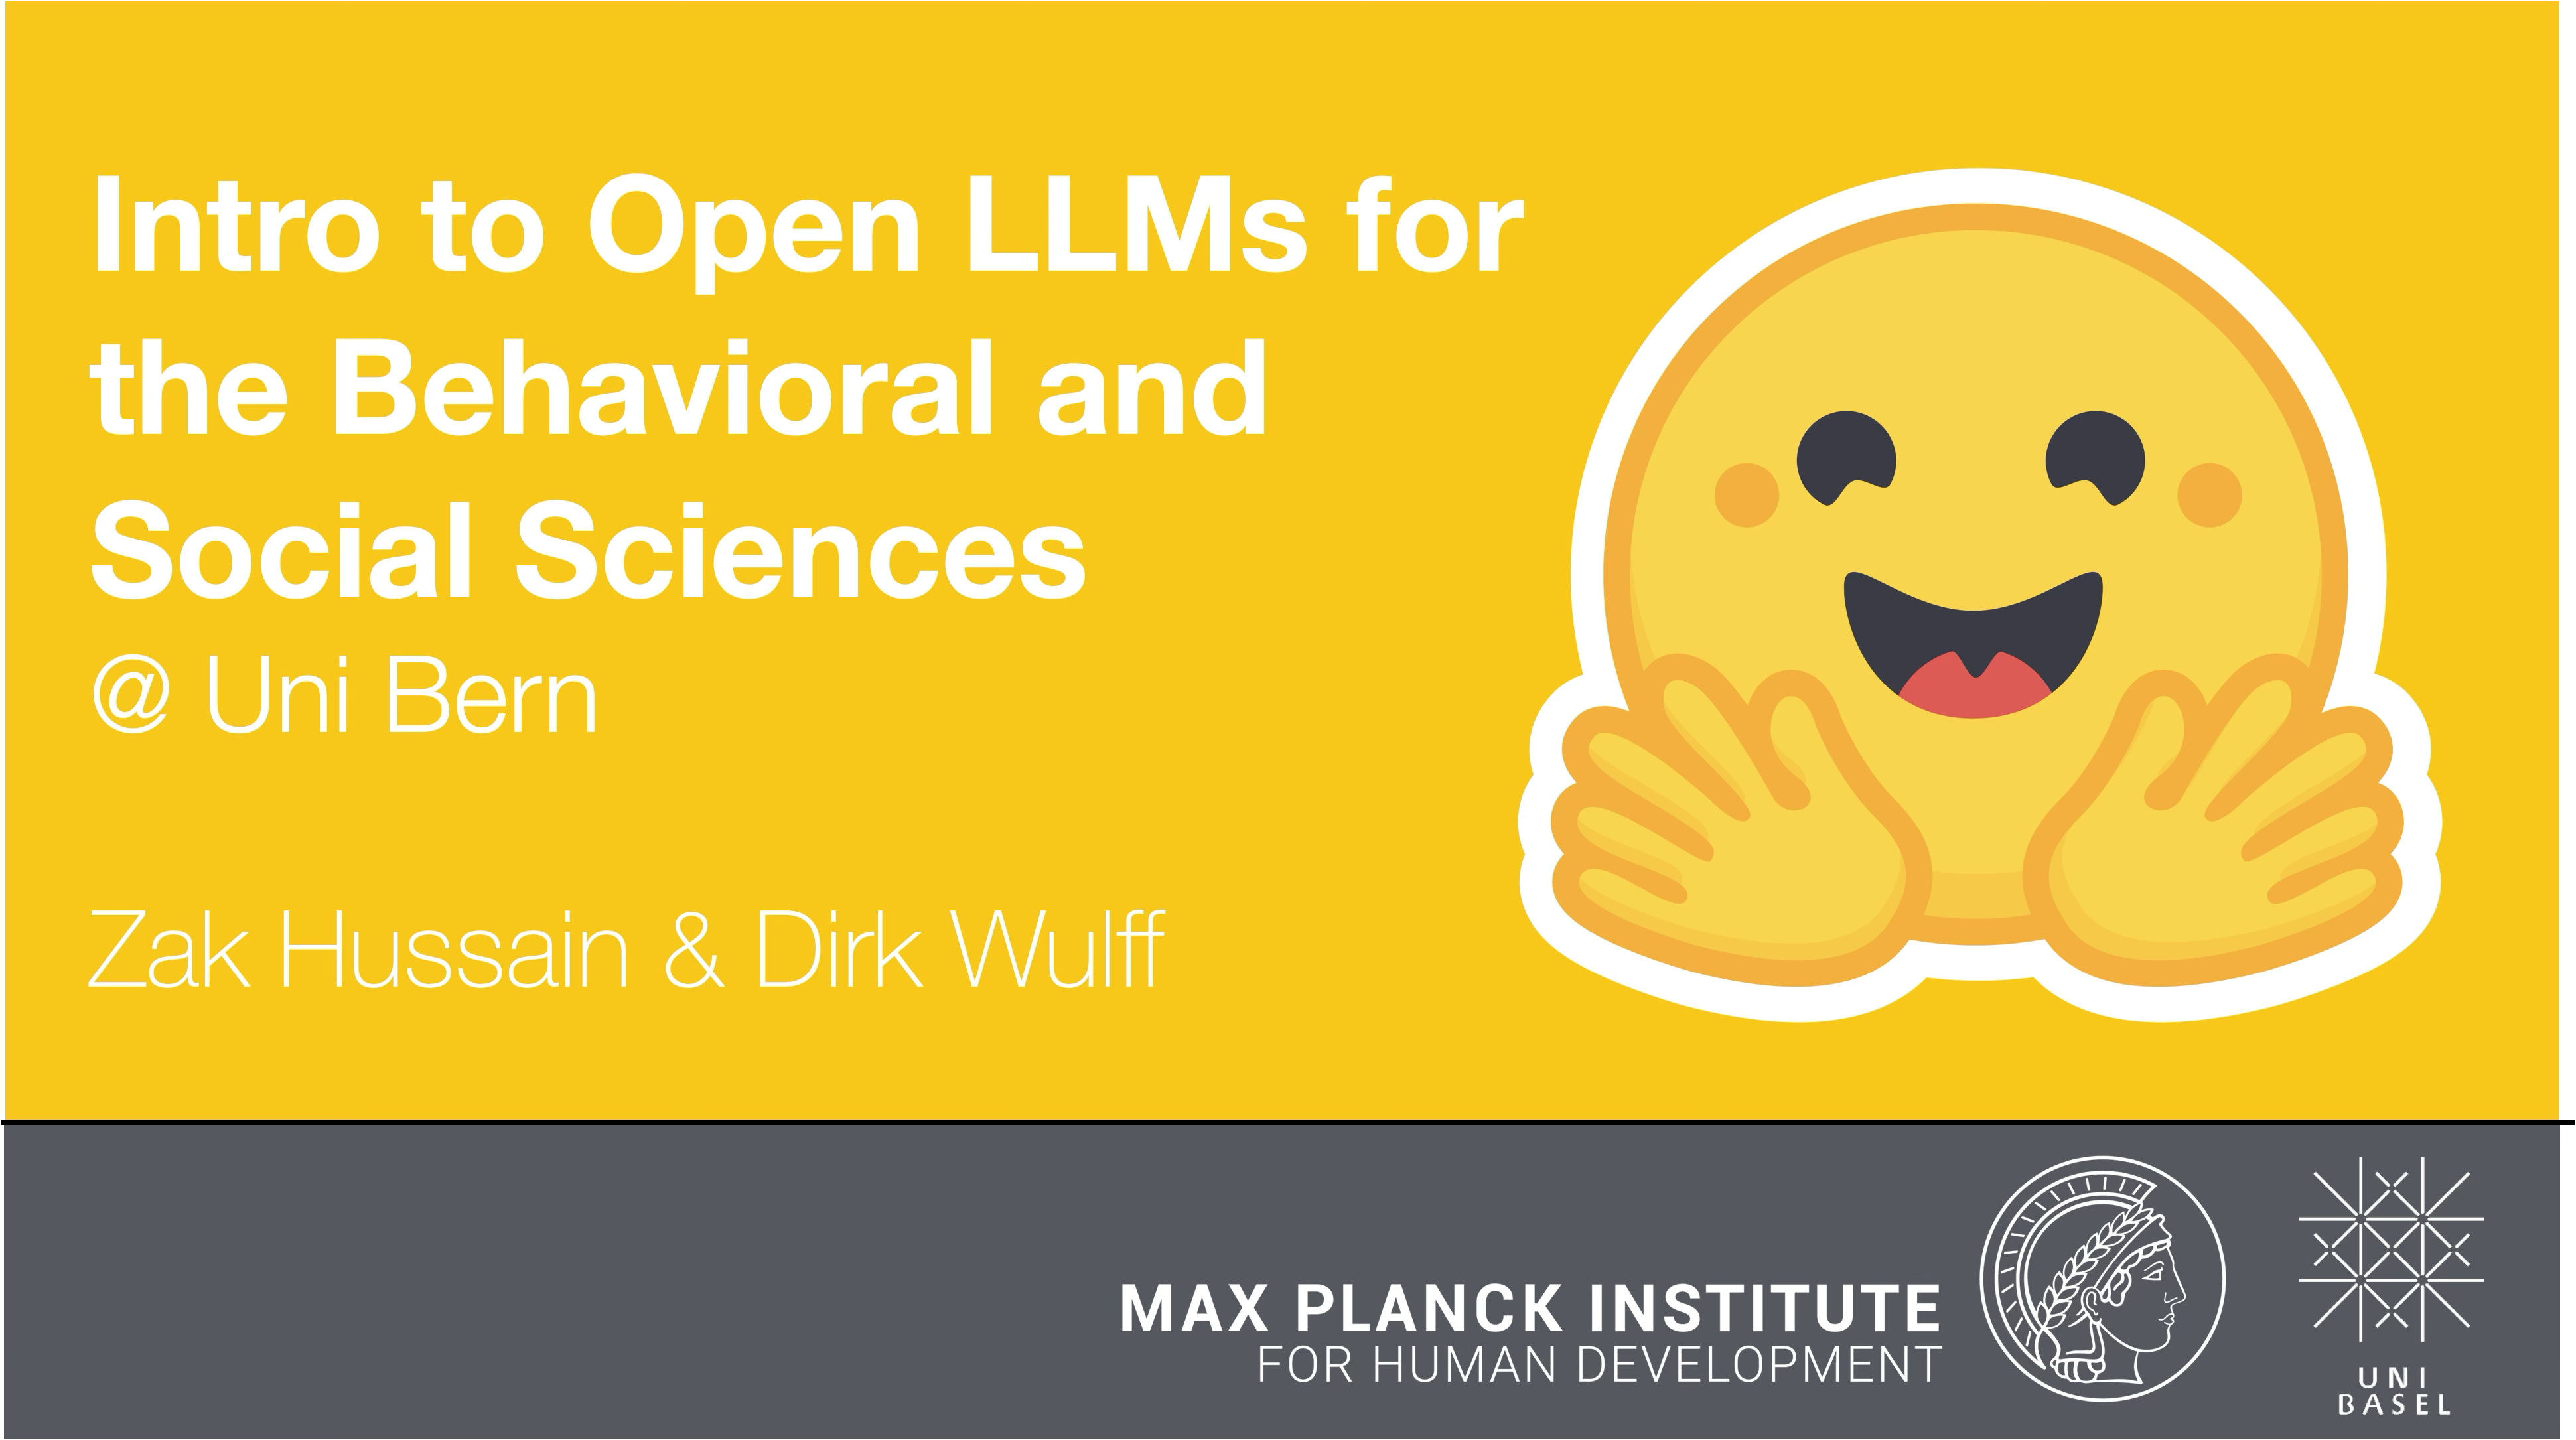 Intro to Open LLMs for
the Behavioral and
Social Sciences
@ Uni Bern
Zak Hussain & Dirk Wulff
MAX PLANCK INSTITUTE
FOR HUMAN DEVELOPMENT
UNI
BASEL